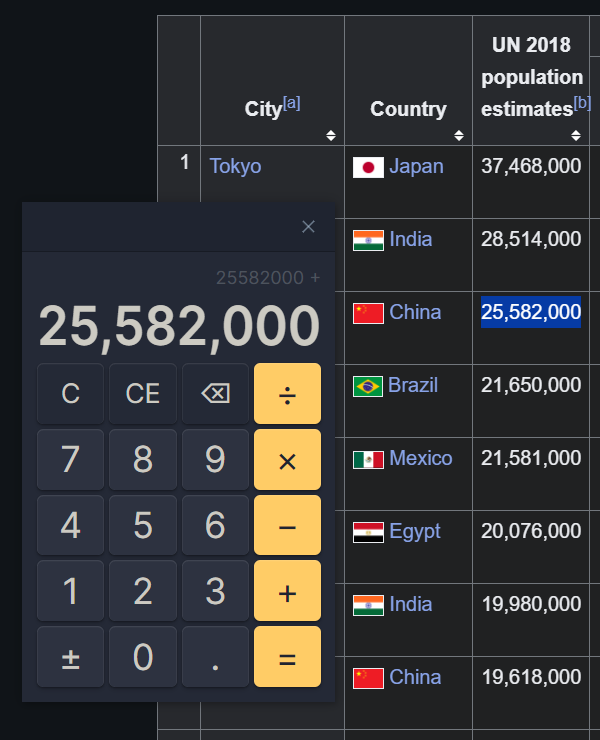 UN 2018
population
estimates[b]
City[a]
Country
1
Tokyo
Japan
37,468,000
India
28,514,000
China
25,582,000
Brazil
21,650,000
Mexico
21,581,000
Egypt
20,076,000
India
19,980,000
China
19,618,000
×
25582000 +
25,582,000
C CE ⌫ ÷
7 8 9 ×
4 5 6 −
1 2 3 +
± 0 . =